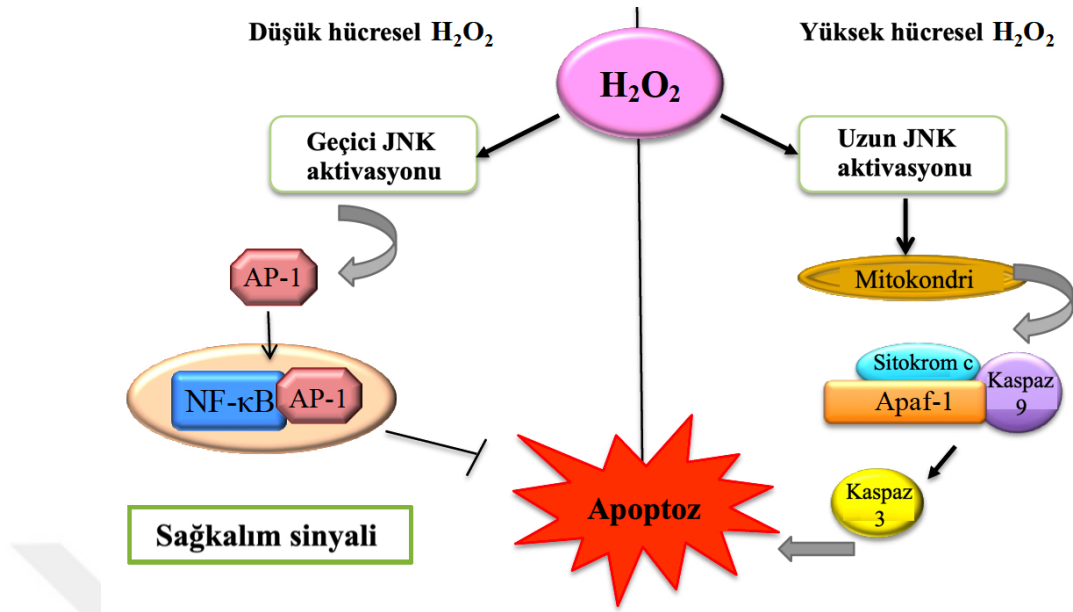 Düşük hücresel H₂O₂
Yüksek hücresel H₂O₂
H₂O₂
Geçici JNK
aktivasyonu
Uzun JNK
aktivasyonu
AP-1
Mitokondri
NF-κB
AP-1
Sitokrom c
Apaf-1
Kaspaz
9
Kaspaz
3
Apoptoz
Sağkalım sinyali